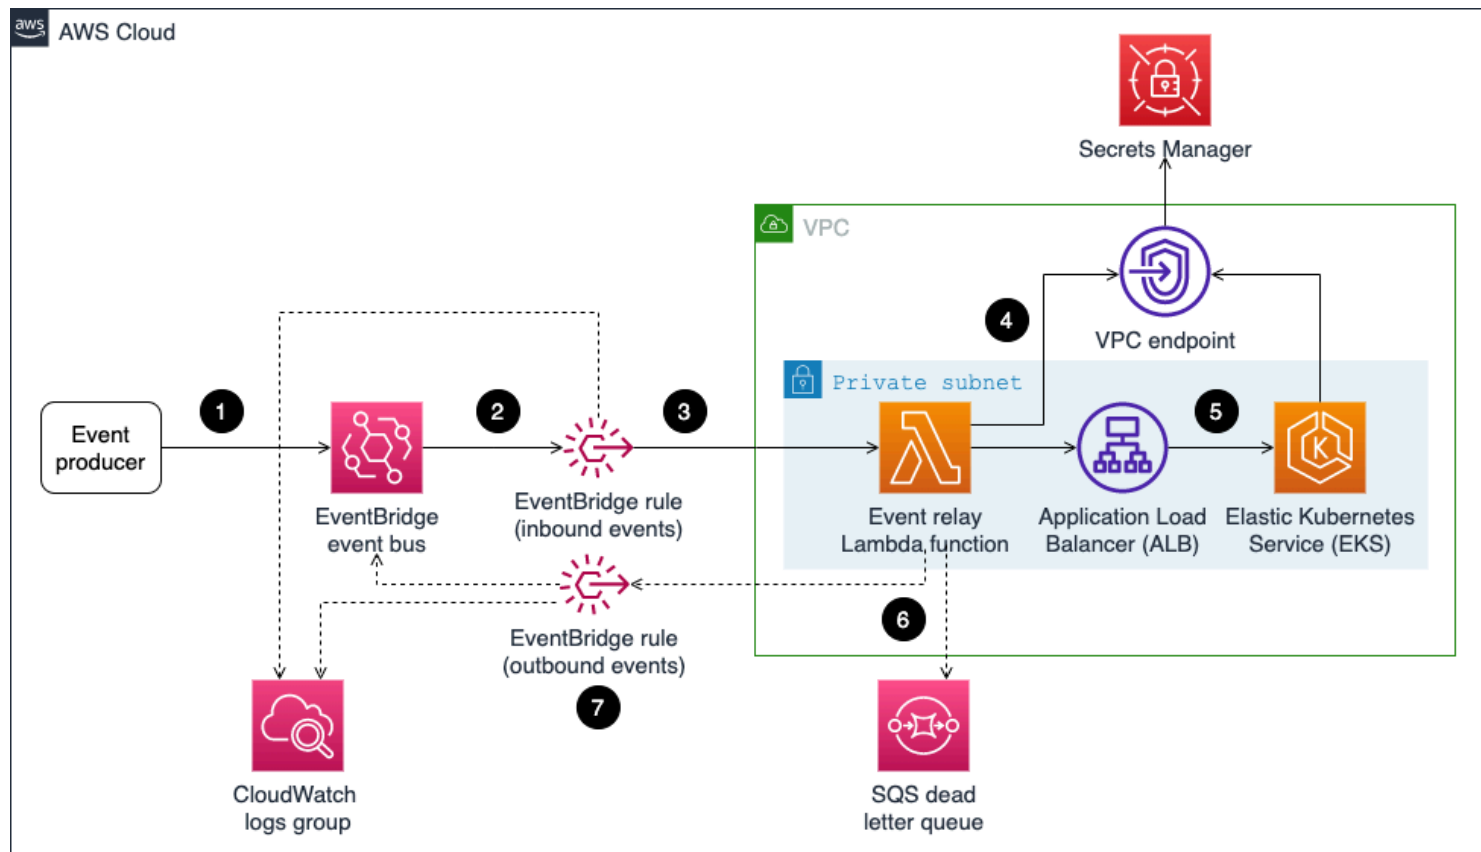 aws
AWS Cloud
Secrets Manager
VPC
4
VPC endpoint
Private subnet
1
2
3
5
Event
producer
K
EventBridge
event bus
EventBridge rule
(inbound events)
Event relay
Lambda function
Application Load
Balancer (ALB)
Elastic Kubernetes
Service (EKS)
6
EventBridge rule
(outbound events)
7
CloudWatch
logs group
SQS dead
letter queue